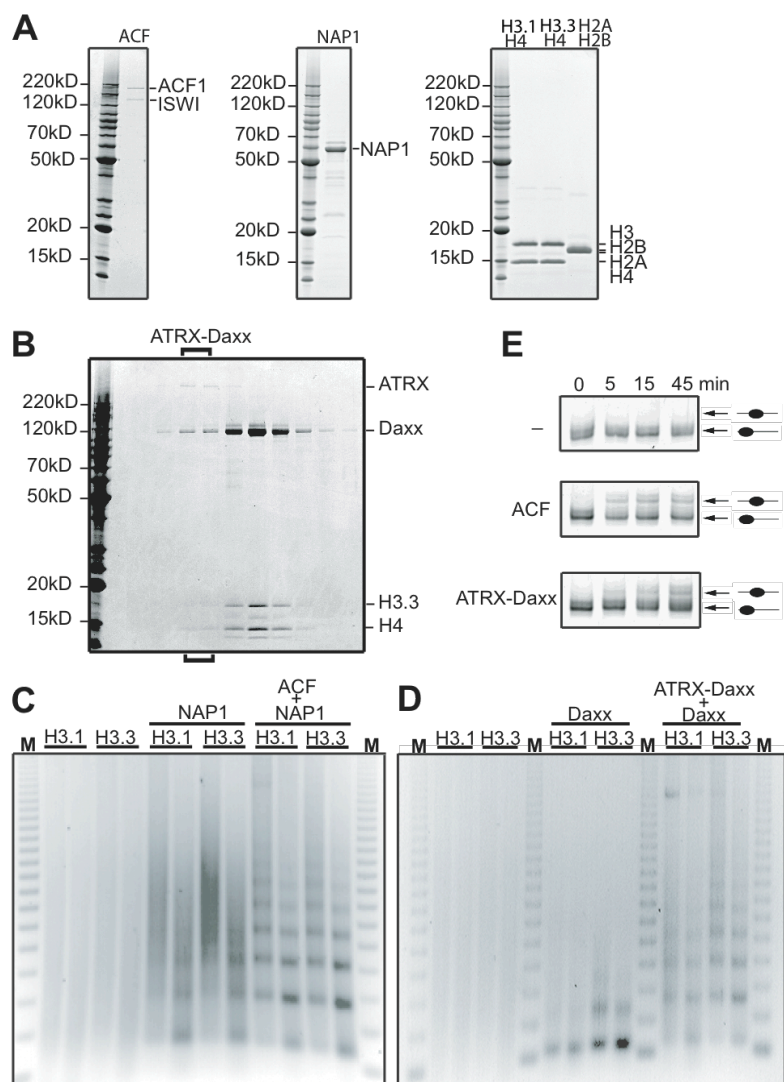 A
ACF
220kD
120kD
70kD
50kD
20kD
15kD
ACF1
ISWI
NAP1
220kD
120kD
70kD
50kD
20kD
15kD
NAP1
H3.1 H3.3 H2A
H4 H4 H2B
220kD
120kD
70kD
50kD
20kD
15kD
H3
H2B
H2A
H4
B
ATRX-Daxx
220kD
120kD
70kD
50kD
20kD
15kD
ATRX
Daxx
H3.3
H4
E
0 5 15 45 min
–
ACF
ATRX-Daxx
C
NAP1
ACF
+
NAP1
M H3.1 H3.3 H3.1 H3.3 H3.1 H3.3 M
D
Daxx
ATRX-Daxx
+
Daxx
M H3.1 H3.3 M H3.1 H3.3 M H3.1 H3.3 M